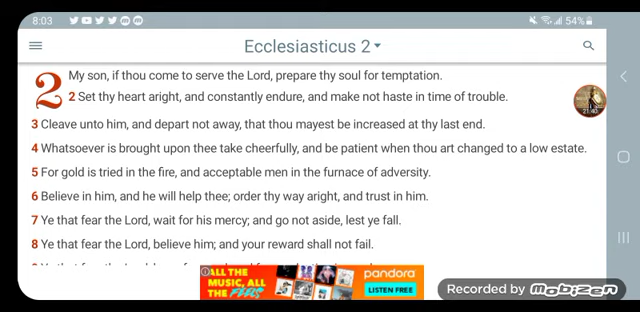 8:03
54%
Ecclesiasticus 2
2 My son, if thou come to serve the Lord, prepare thy soul for temptation.
2 Set thy heart aright, and constantly endure, and make not haste in time of trouble.
21:40
3 Cleave unto him, and depart not away, that thou mayest be increased at thy last end.
4 Whatsoever is brought upon thee take cheerfully, and be patient when thou art changed to a low estate.
5 For gold is tried in the fire, and acceptable men in the furnace of adversity.
6 Believe in him, and he will help thee; order thy way aright, and trust in him.
7 Ye that fear the Lord, wait for his mercy; and go not aside, lest ye fall.
8 Ye that fear the Lord, believe him; and your reward shall not fail.
ALL THE
MUSIC, ALL
THE FEELS
pandora
LISTEN FREE
Recorded by mobizen